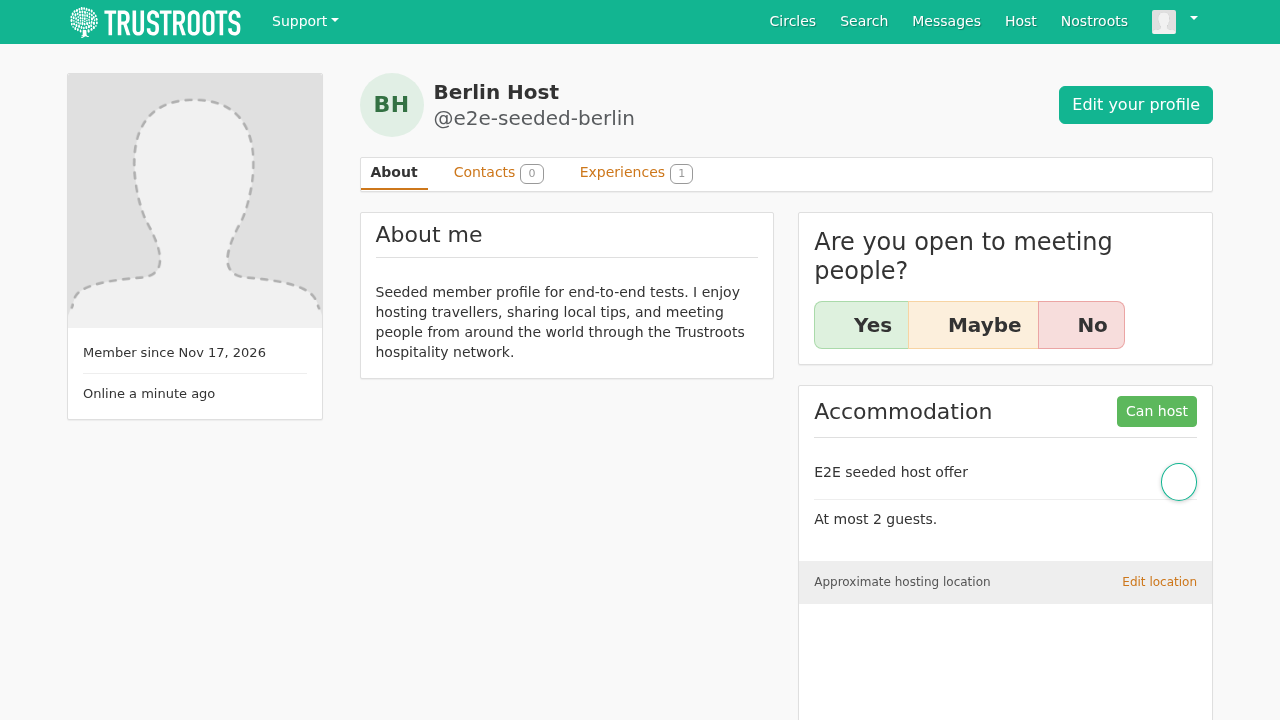 TRUSTROOTS
Support
Circles
Search
Messages
Host
Nostroots
BH
Berlin Host
@e2e-seeded-berlin
Edit your profile
Member since Nov 17, 2026
Online a minute ago
About
Contacts 0
Experiences 1
About me
Seeded member profile for end-to-end tests. I enjoy
hosting travellers, sharing local tips, and meeting
people from around the world through the Trustroots
hospitality network.
Are you open to meeting
people?
Yes
Maybe
No
Accommodation
Can host
E2E seeded host offer
At most 2 guests.
Approximate hosting location
Edit location